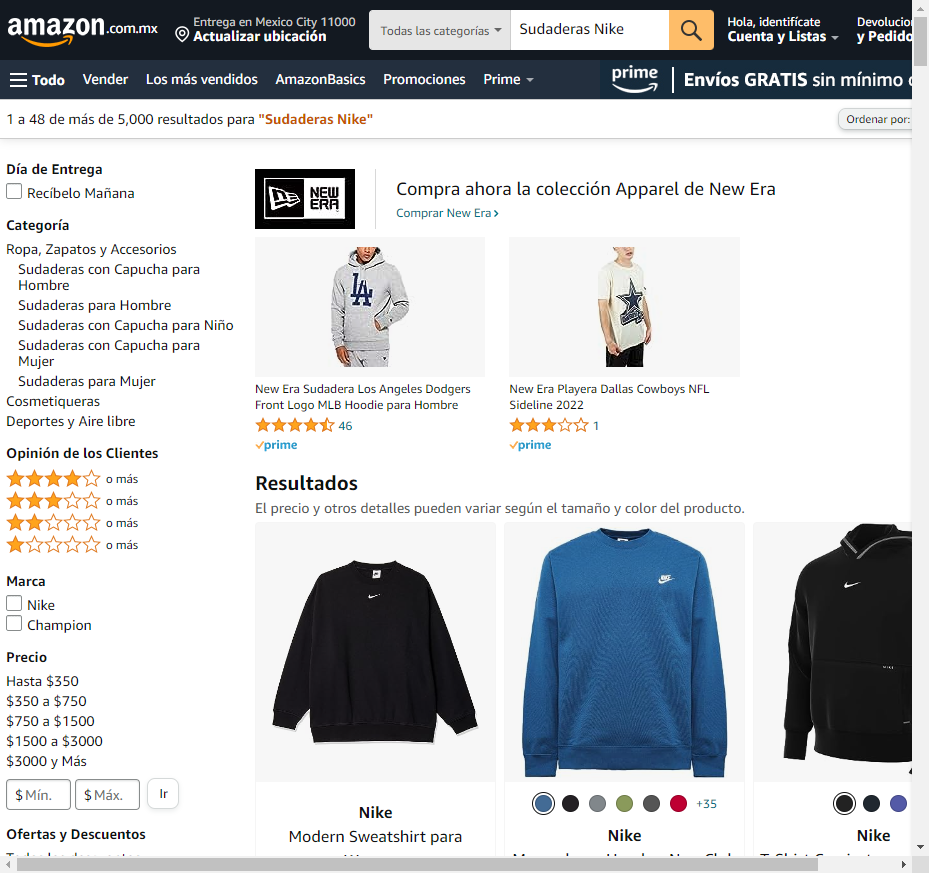 amazon.com.mx
Entrega en Mexico City 11000
Actualizar ubicación
Todas las categorías
Sudaderas Nike
Hola, identifícate
Cuenta y Listas
y Pedido
Todo
Vender
Los más vendidos
AmazonBasics
Promociones
Prime
prime
Envíos GRATIS sin mínimo
1 a 48 de más de 5,000 resultados para "Sudaderas Nike"
Ordenar por:
Día de Entrega
Recíbelo Mañana
Categoría
Ropa, Zapatos y Accesorios
Sudaderas con Capucha para
Hombre
Sudaderas para Hombre
Sudaderas con Capucha para Niño
Sudaderas con Capucha para
Mujer
Sudaderas para Mujer
Cosmetiqueras
Deportes y Aire libre
Opinión de los Clientes
o más
o más
o más
o más
Marca
Nike
Champion
Precio
Hasta $350
$350 a $750
$750 a $1500
$1500 a $3000
$3000 y Más
$ Mín.
$ Máx.
Ir
Ofertas y Descuentos
NEW
ERA
Compra ahora la colección Apparel de New Era
Comprar New Era
LA
New Era Sudadera Los Angeles Dodgers
Front Logo MLB Hoodie para Hombre
46
prime
New Era Playera Dallas Cowboys NFL
Sideline 2022
1
prime
Resultados
El precio y otros detalles pueden variar según el tamaño y color del producto.
Nike
Modern Sweatshirt para
+35
Nike
Nike